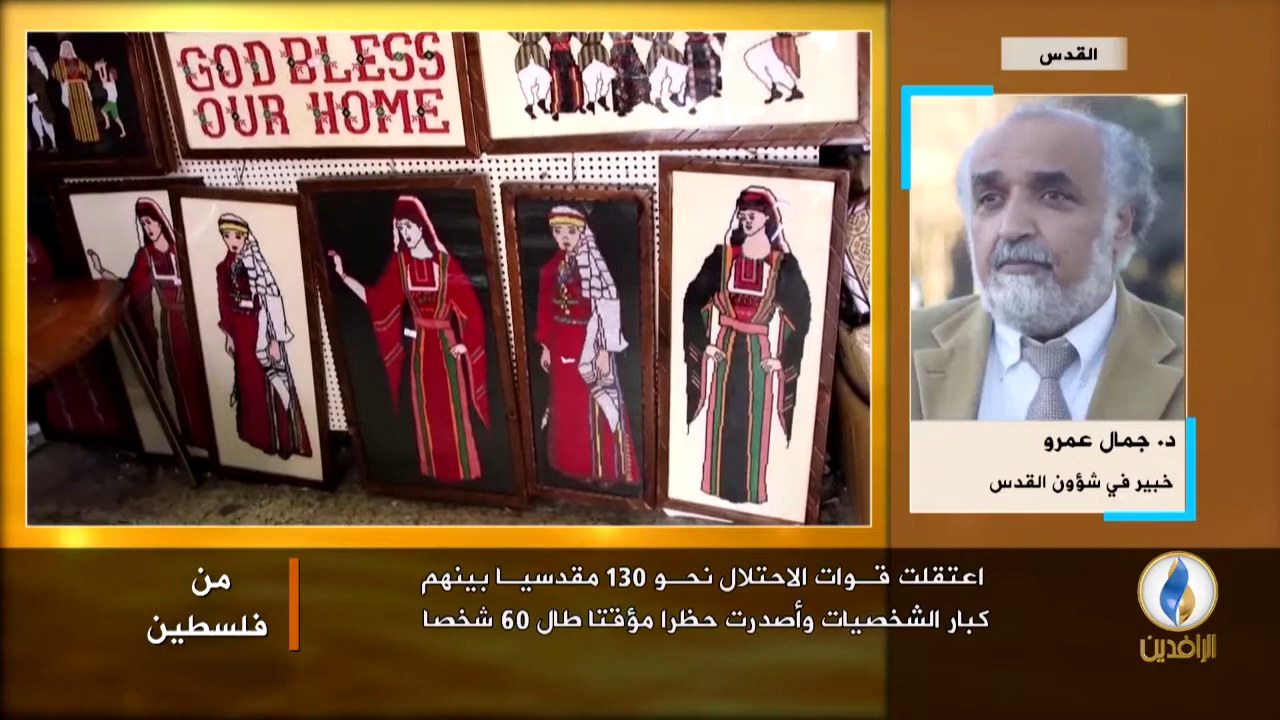 القدس
GOD BLESS
OUR HOME
د. جمال عمرو
خبير في شؤون القدس
من
فلسطين
اعتقلت قوات الاحتلال نحو 130 مقدسيا بينهم
كبار الشخصيات وأصدرت حظرا مؤقتا طال 60 شخصا
الرافدين